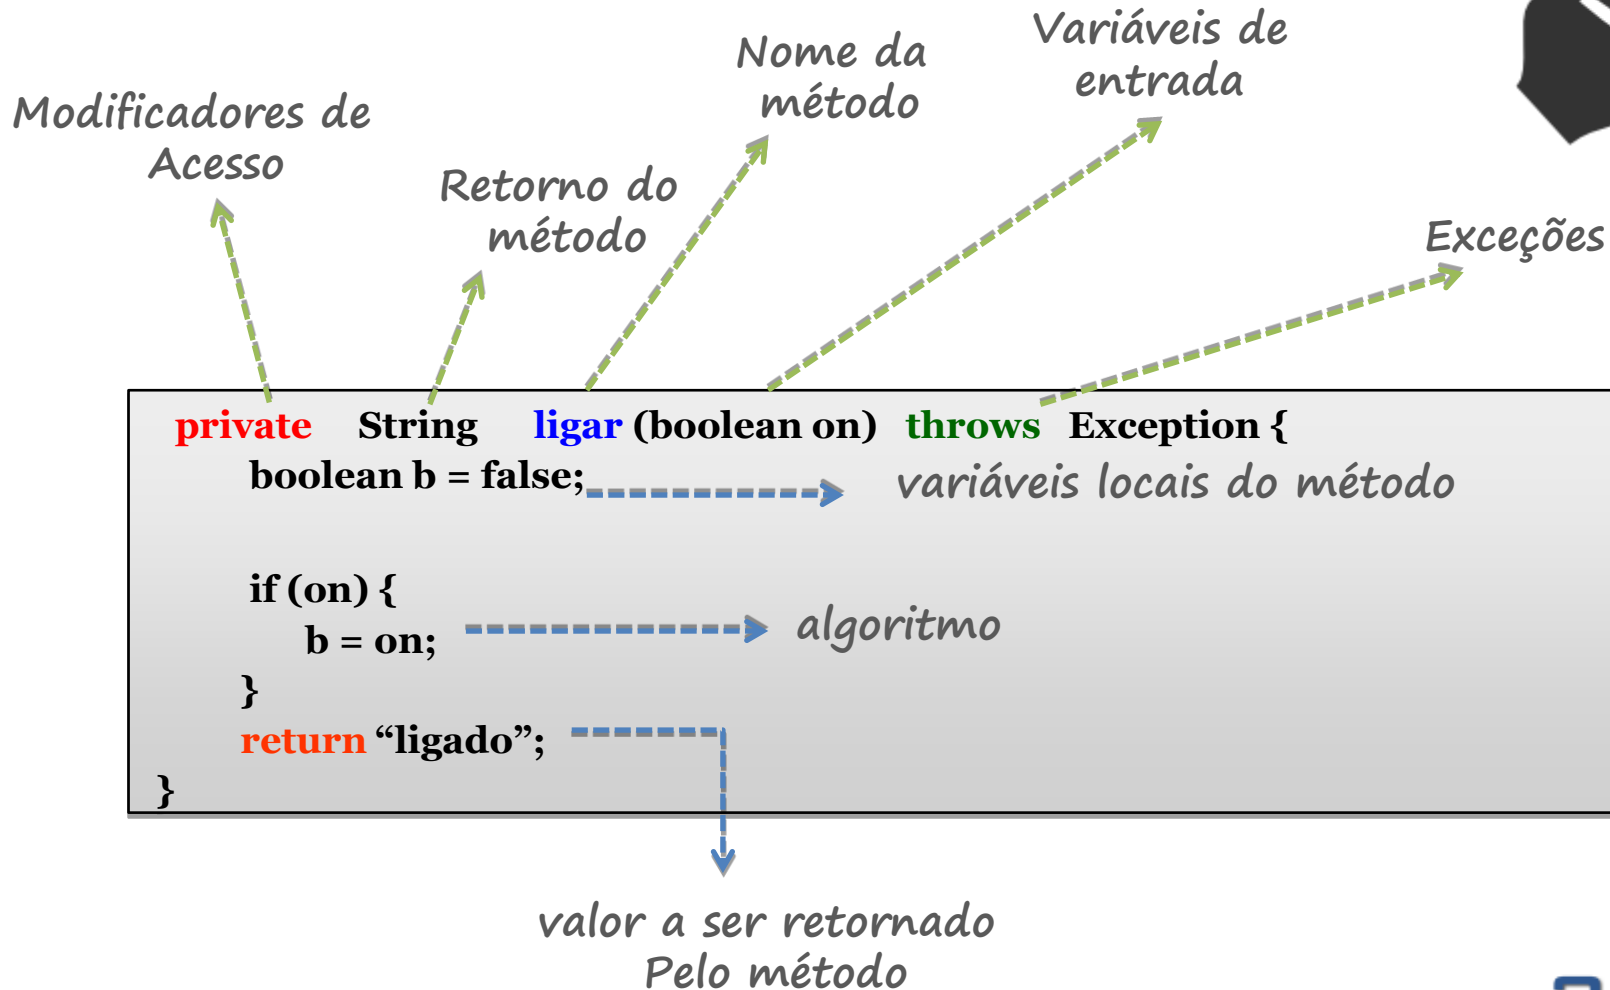 Variáveis de
entrada
Nome da
método
Modificadores de
Acesso
Retorno do
método
Exceções
private String ligar (boolean on) throws Exception {
boolean b = false;
variáveis locais do método
if (on) {
b = on;
algoritmo
}
return “ligado”;
}
valor a ser retornado
Pelo método